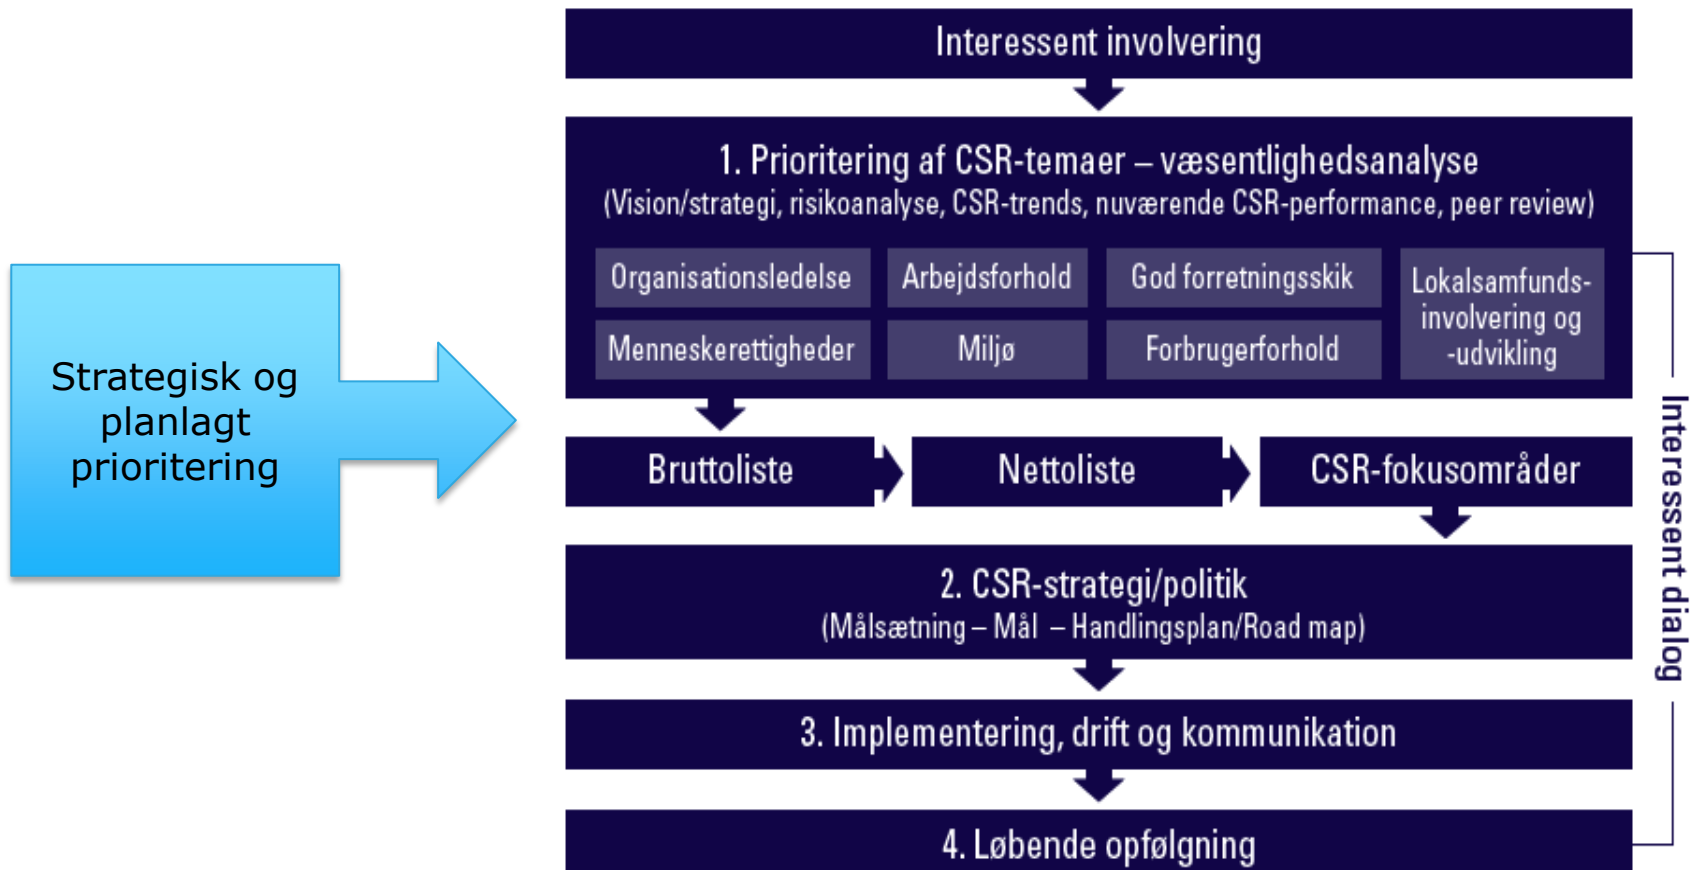 Interessent involvering
1. Prioritering af CSR-temaer – væsentlighedsanalyse
(Vision/strategi, risikoanalyse, CSR-trends, nuværende CSR-performance, peer review)
Organisationsledelse
Arbejdsforhold
God forretningsskik
Lokalsamfunds-
involvering og
-udvikling
Menneskerettigheder
Miljø
Forbrugerforhold
Strategisk og
planlagt
prioritering
Bruttoliste
Nettoliste
CSR-fokusområder
2. CSR-strategi/politik
(Målsætning – Mål – Handlingsplan/Road map)
3. Implementering, drift og kommunikation
4. Løbende opfølgning
Interessent dialog